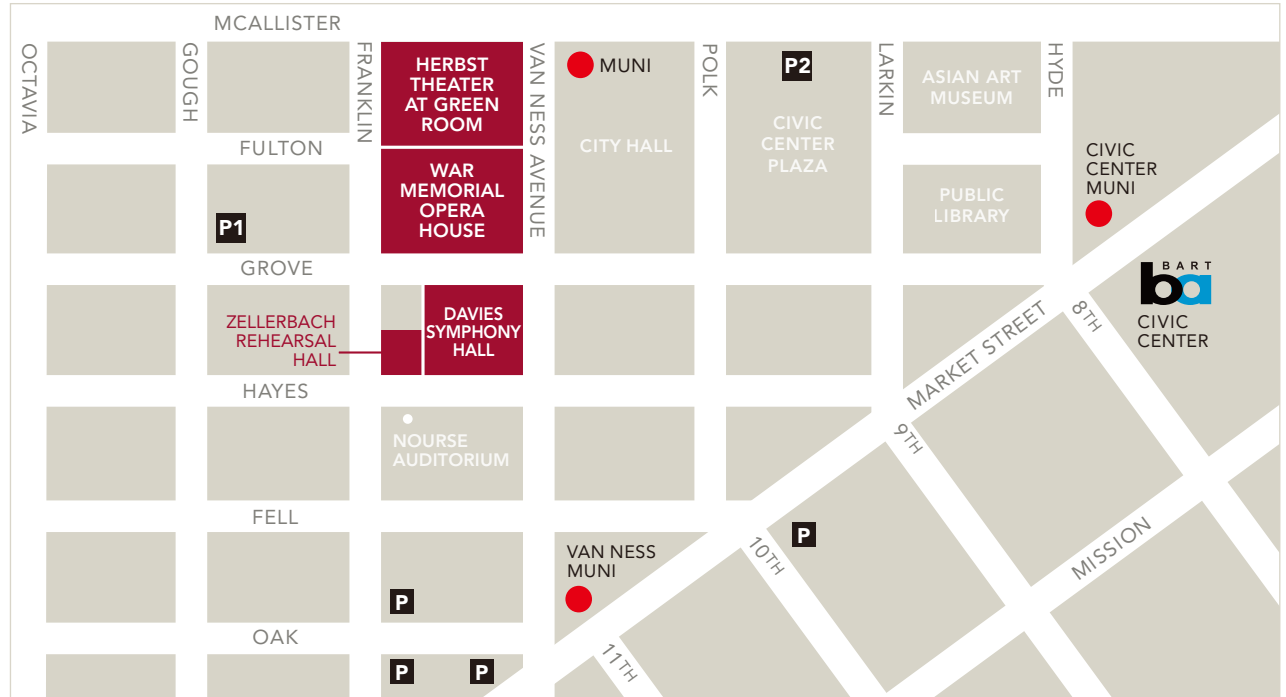 MCALLISTER
OCTAVIA
GOUGH
FRANKLIN
HERBST
THEATER
AT GREEN
ROOM
VAN NESS AVENUE
MUNI
POLK
P2
LARKIN
ASIAN ART
MUSEUM
HYDE
CITY HALL
CIVIC
CENTER
PLAZA
FULTON
WAR
MEMORIAL
OPERA
HOUSE
CIVIC
CENTER
MUNI
PUBLIC
LIBRARY
P1
GROVE
BART
ba
CIVIC
CENTER
ZELLERBACH
REHEARSAL
HALL
DAVIES
SYMPHONY
HALL
MARKET STREET
8TH
HAYES
9TH
NOURSE
AUDITORIUM
FELL
P
10TH
MISSION
VAN NESS
MUNI
P
OAK
11TH
P
P